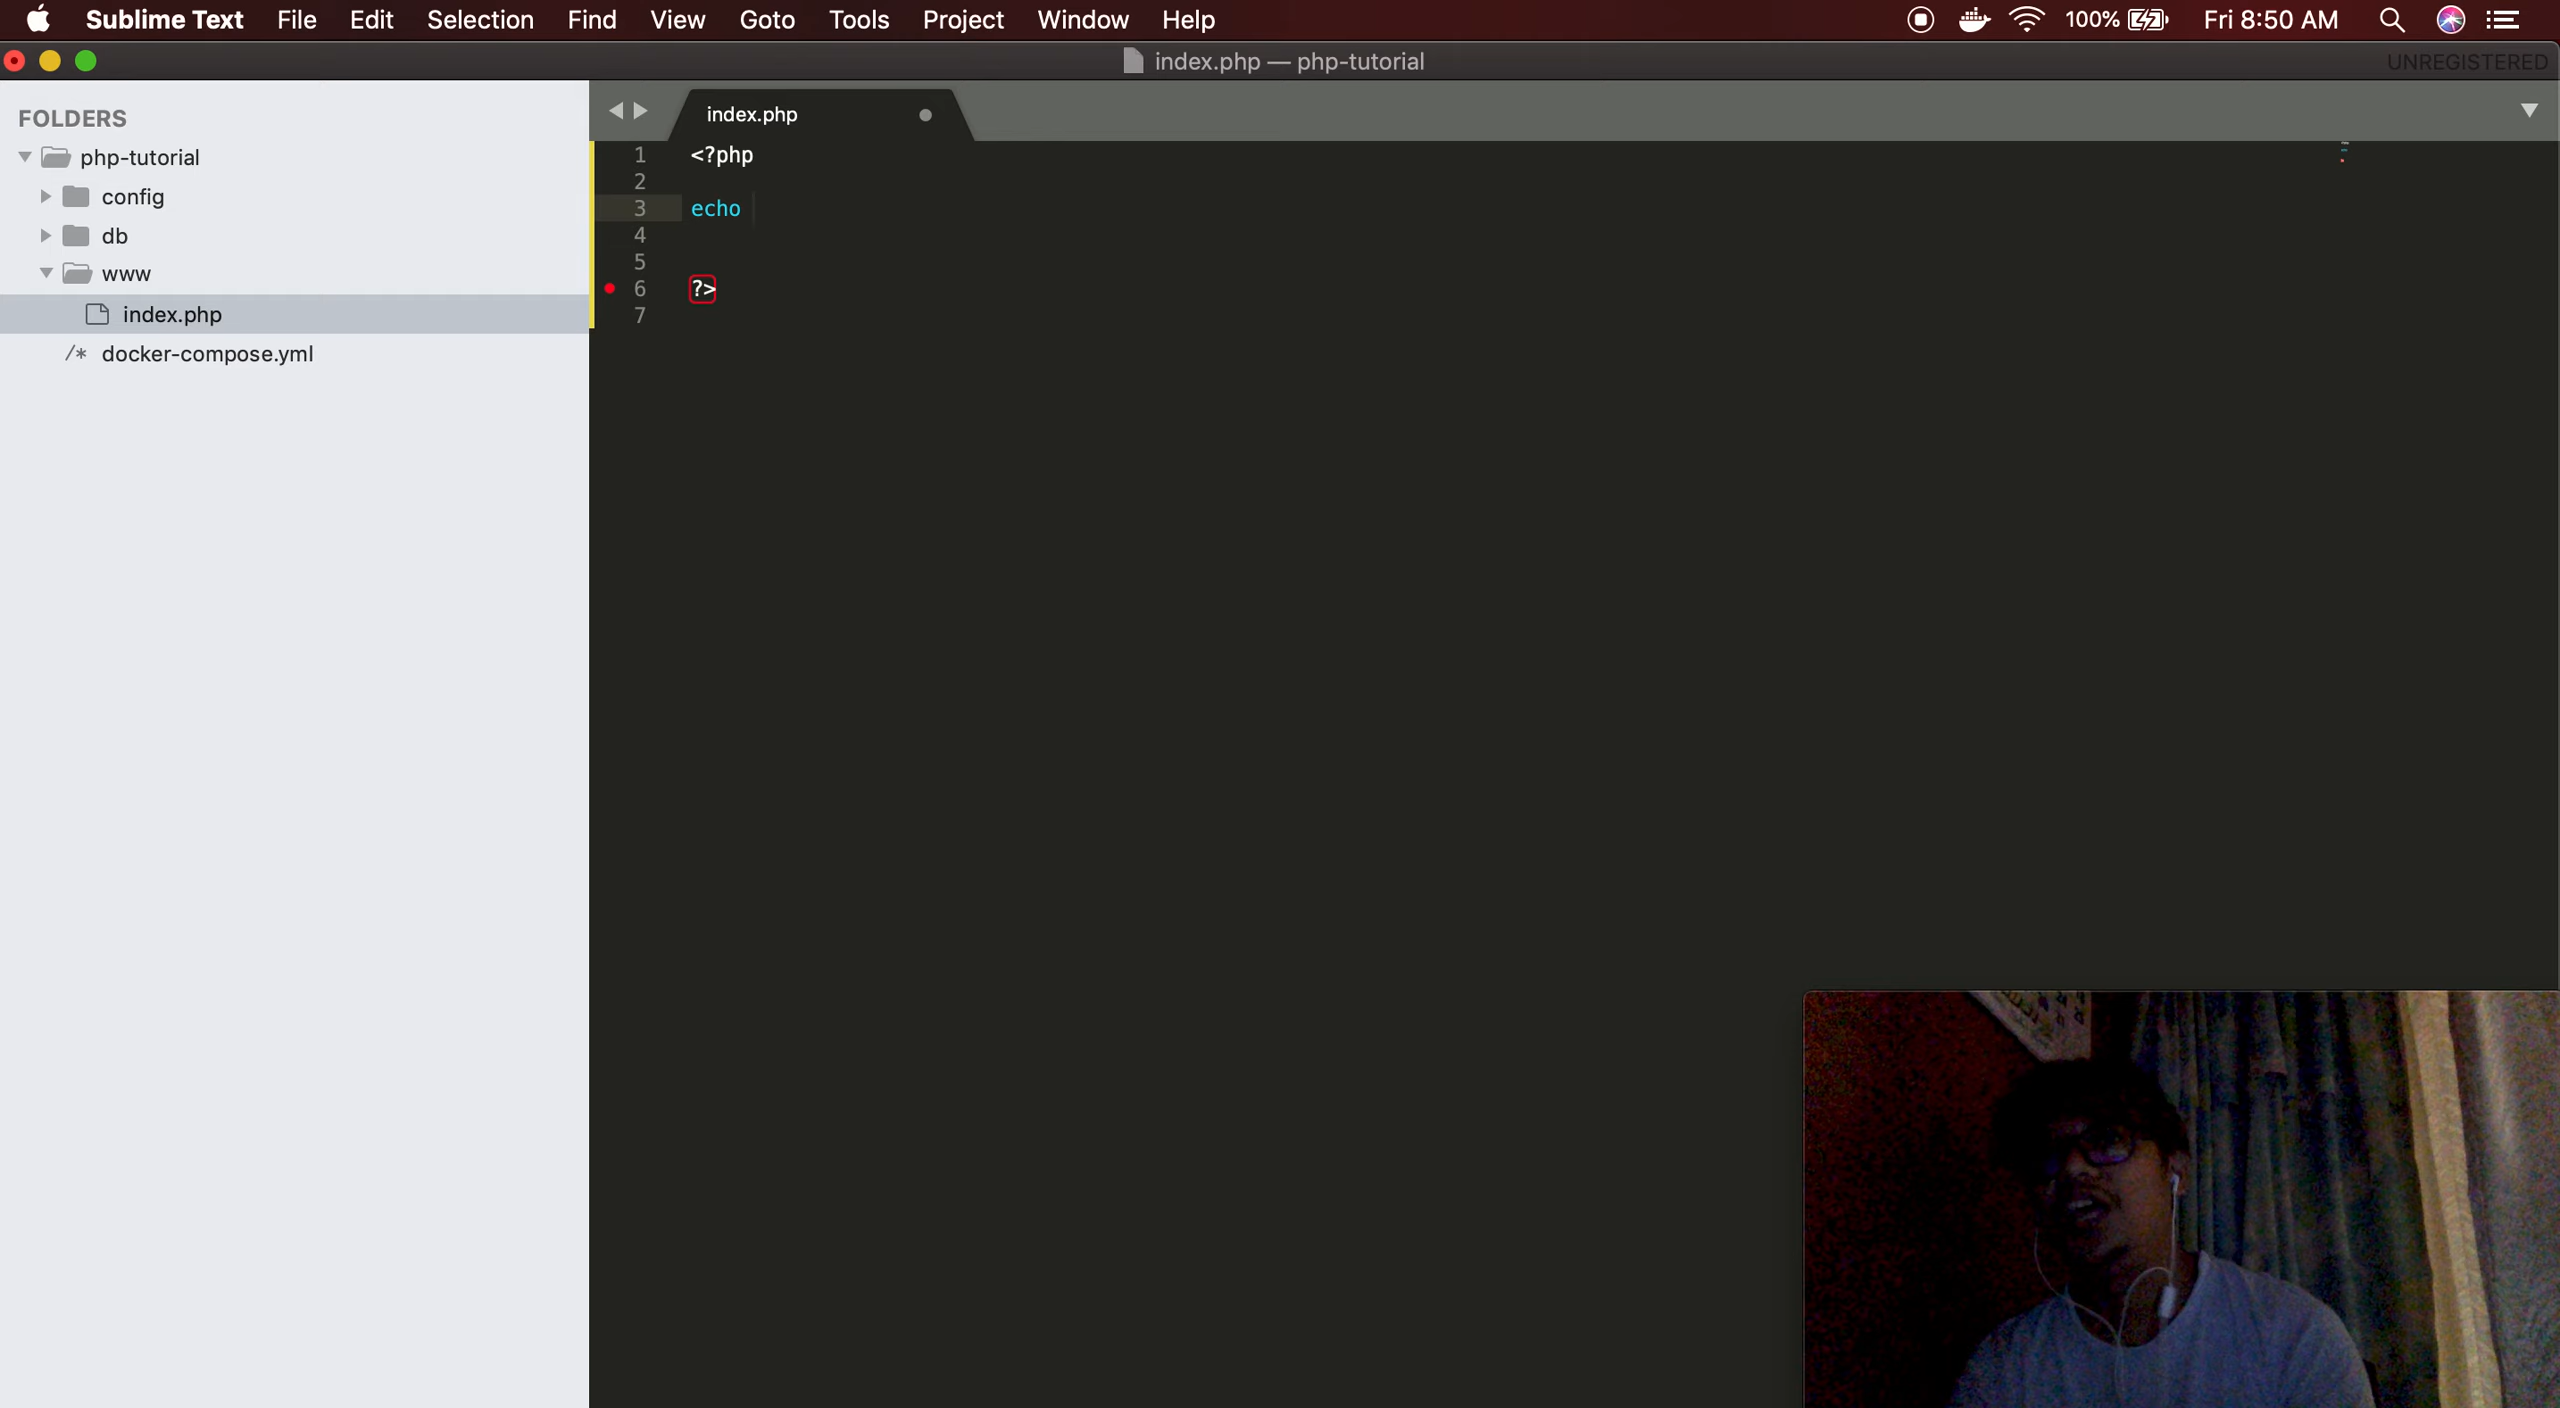 Sublime Text File Edit Selection Find View Goto Tools Project Window Help 100% Fri 8:50 AM
index.php — php-tutorial UNREGISTERED
FOLDERS
php-tutorial
config
db
www
index.php
/* docker-compose.yml
index.php
1 <?php
2
3 echo
4
5
6 ?>
7